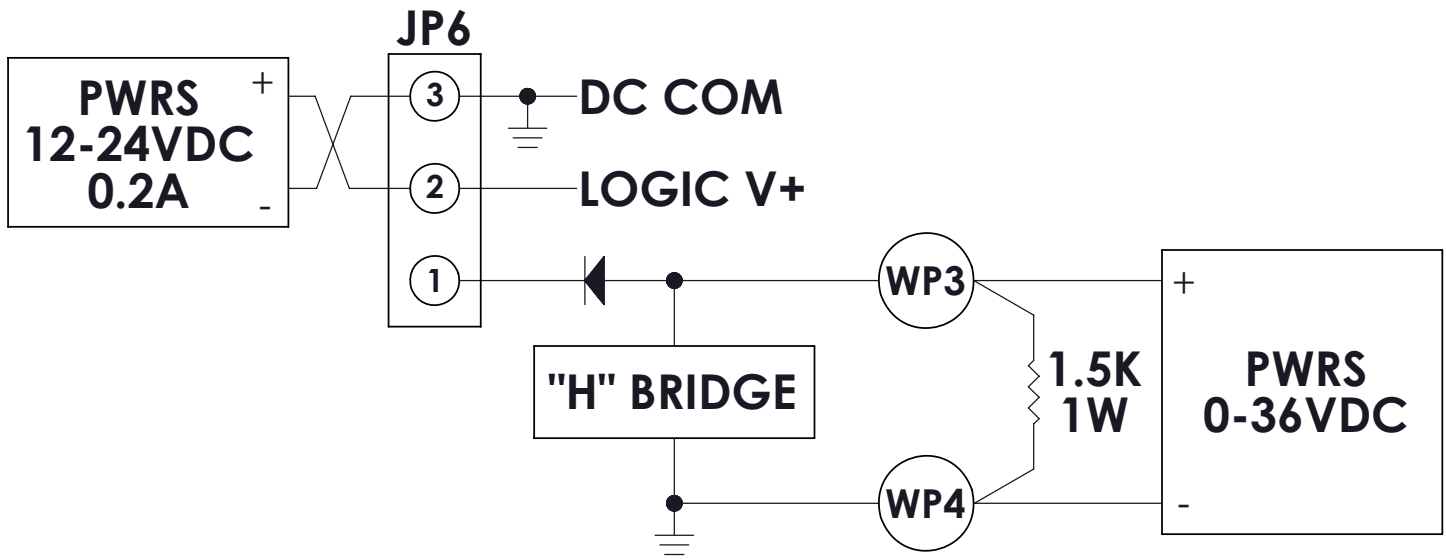 JP6
PWRS
12-24VDC
0.2A
+
-
3
DC COM
2
LOGIC V+
1
WP3
+
"H" BRIDGE
1.5K
1W
PWRS
0-36VDC
WP4
-